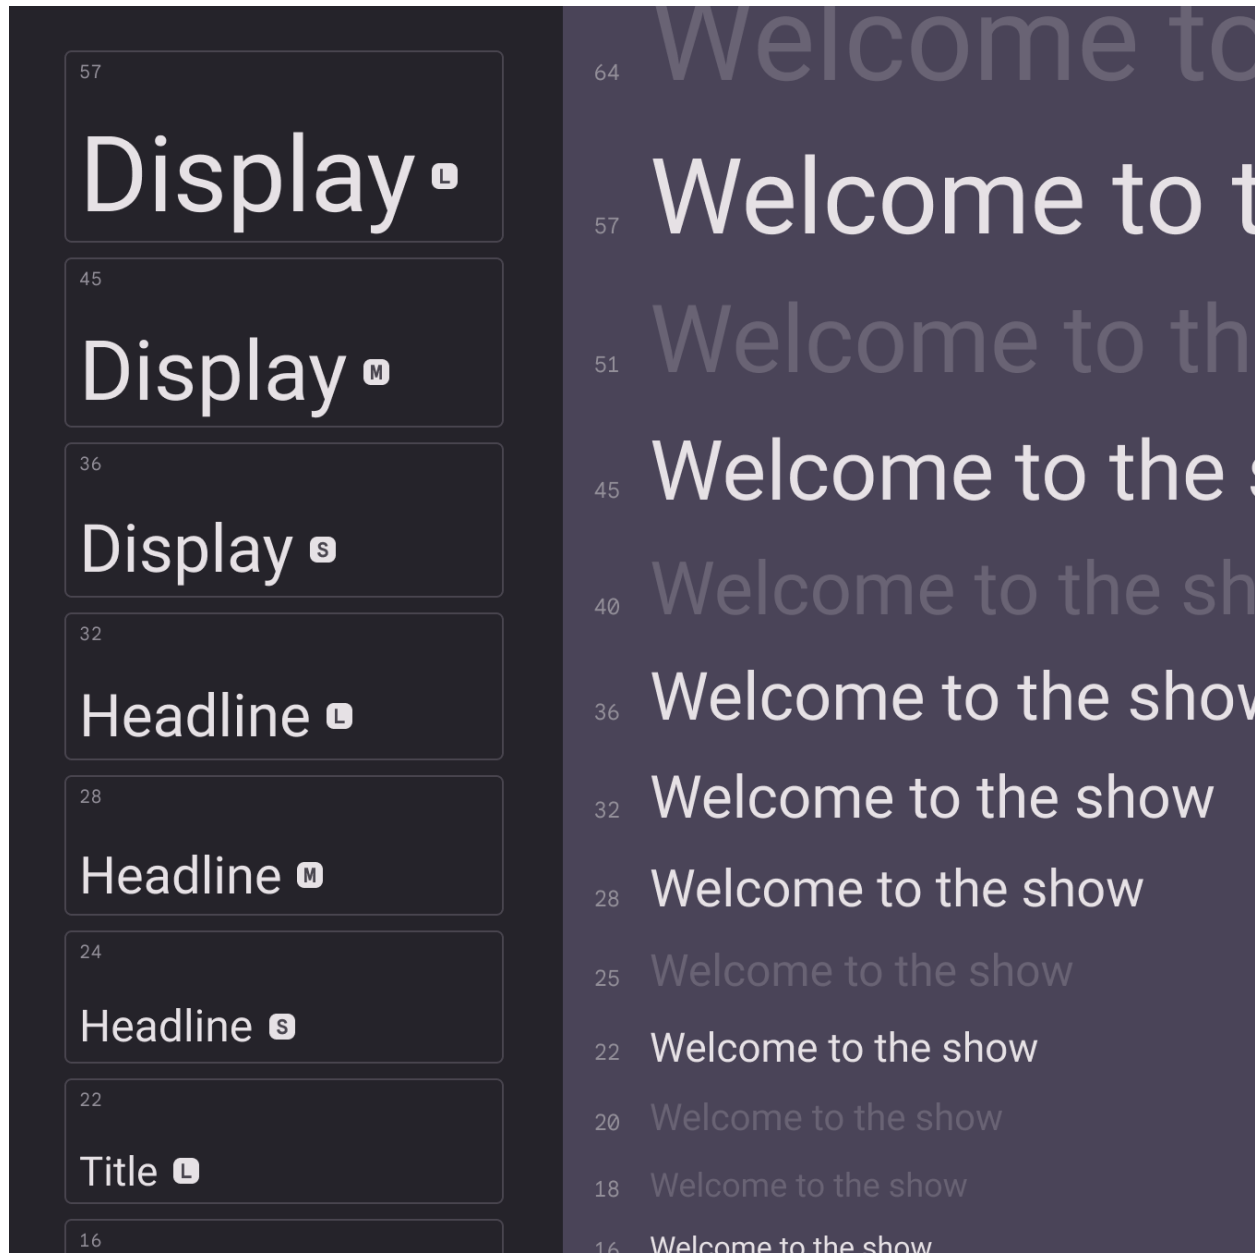 57
Display L
45
Display M
36
Display S
32
Headline L
28
Headline M
24
Headline S
22
Title L
16
64 Welcome to
57 Welcome to t
51 Welcome to th
45 Welcome to the s
40 Welcome to the sh
36 Welcome to the show
32 Welcome to the show
28 Welcome to the show
25 Welcome to the show
22 Welcome to the show
20 Welcome to the show
18 Welcome to the show
16 Welcome to the show